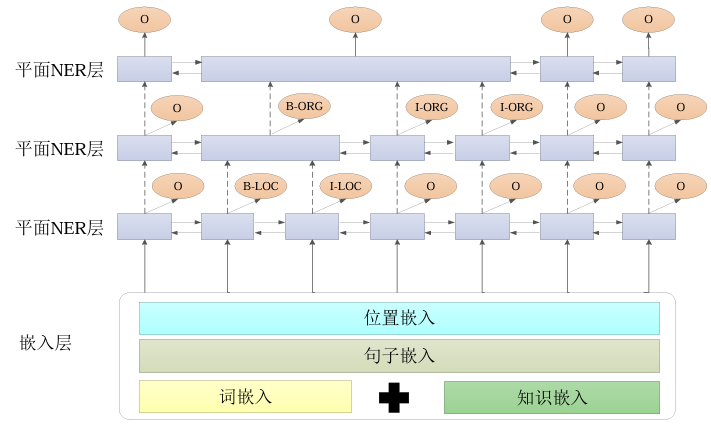 O O O O
平面NER层
O B-ORG I-ORG I-ORG O O
平面NER层
O B-LOC I-LOC O O O O
平面NER层
位置嵌入
嵌入层
句子嵌入
词嵌入 知识嵌入